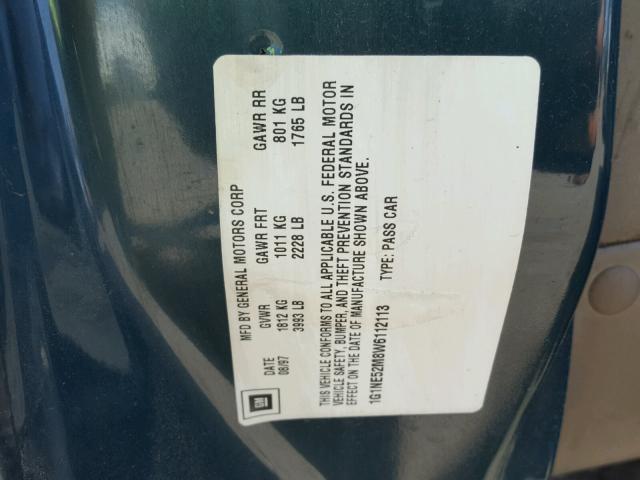 MFD BY GENERAL MOTORS CORP
DATE GVWR GAWR FRT GAWR RR
08/97 1812 KG 1011 KG 801 KG
3993 LB 2228 LB 1765 LB
THIS VEHICLE CONFORMS TO ALL APPLICABLE U.S. FEDERAL MOTOR
VEHICLE SAFETY, BUMPER, AND THEFT PREVENTION STANDARDS IN
EFFECT ON THE DATE OF MANUFACTURE SHOWN ABOVE.
1G1NE52M8W6112113 TYPE: PASS CAR
GM